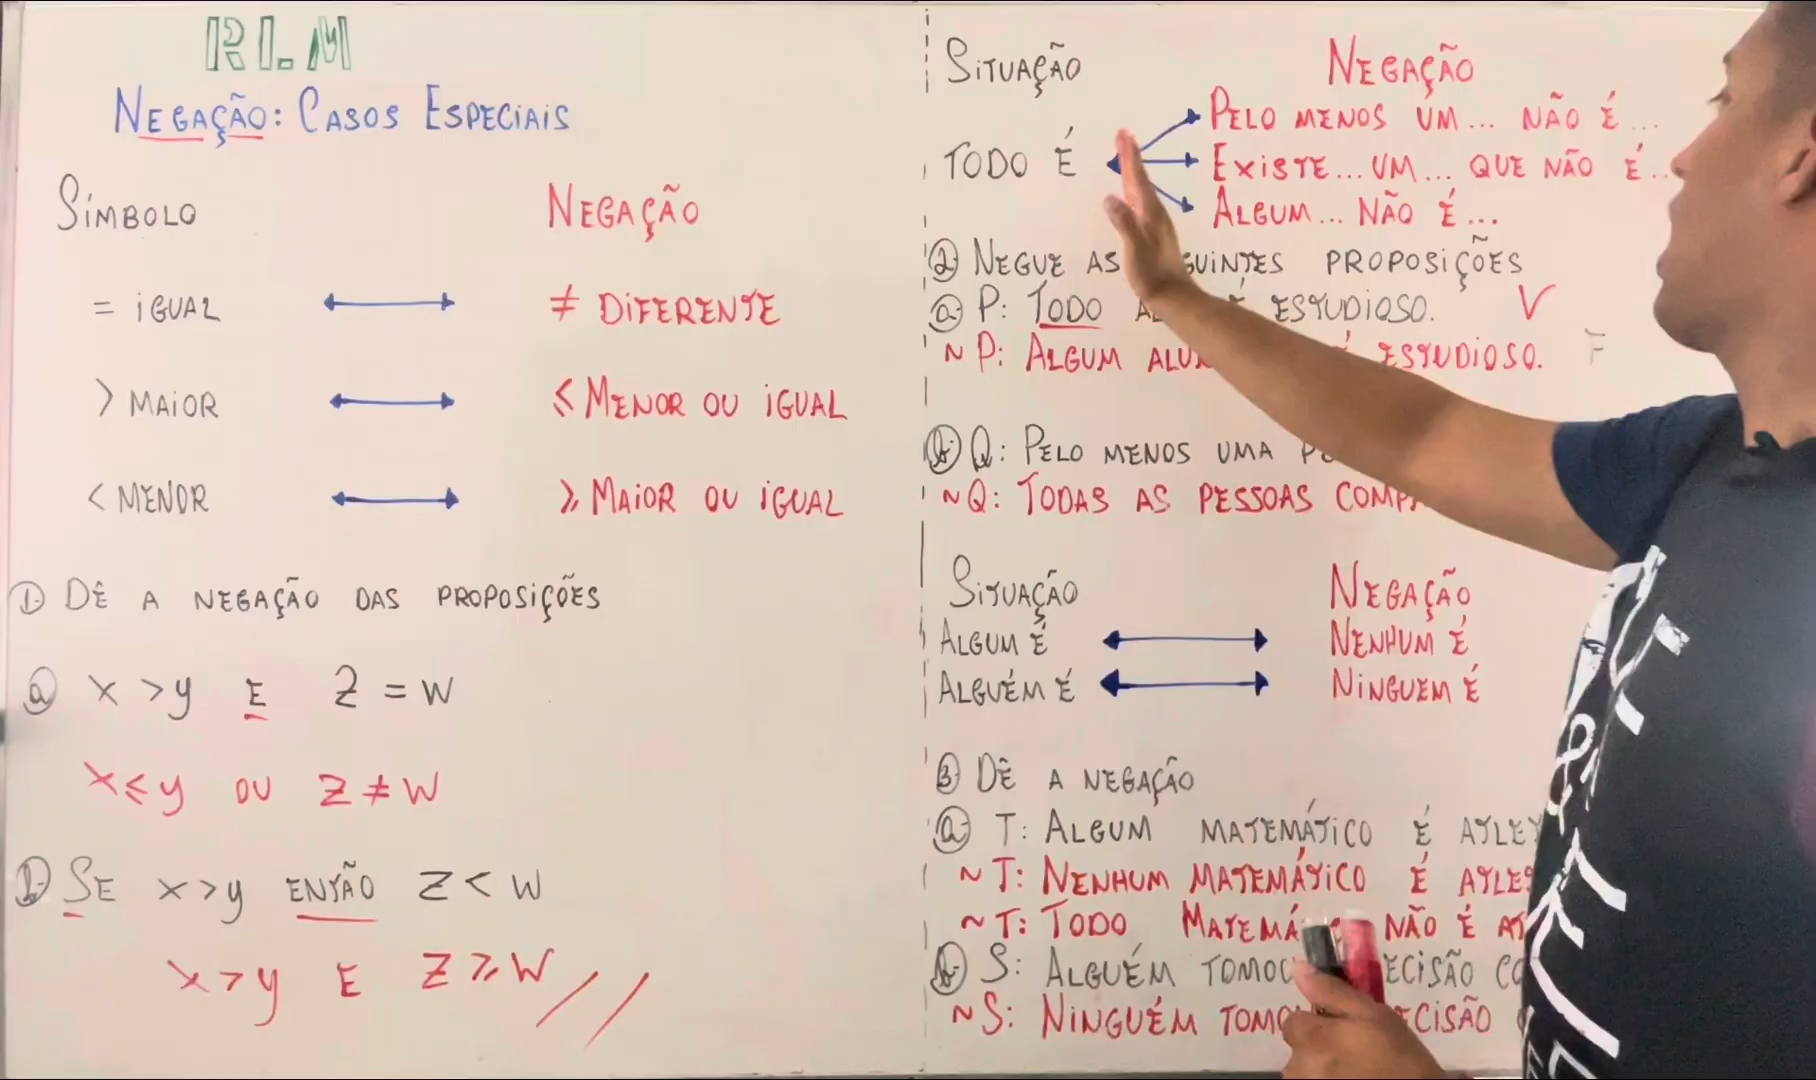 RLM
NEGAÇÃO: CASOS ESPECIAIS
SÍMBOLO NEGAÇÃO
= IGUAL ≠ DIFERENTE
> MAIOR ≤ MENOR OU IGUAL
< MENOR ≥ MAIOR OU IGUAL
1 DÊ A NEGAÇÃO DAS PROPOSIÇÕES
a x > y E Z = W
x ≤ y OU Z ≠ W
b SE x > y ENTÃO Z < W
x > y E Z ≥ W //
SITUAÇÃO NEGAÇÃO
TODO É
PELO MENOS UM... NÃO É...
EXISTE... UM... QUE NÃO É...
ALGUM... NÃO É...
2 NEGUE AS PROPOSIÇÕES
a P: TODO ESTUDIOSO. V
~P: ALGUM ESTUDIOSO. F
b Q: PELO MENOS UMA
~Q: TODAS AS PESSOAS
SITUAÇÃO NEGAÇÃO
ALGUM É NENHUM É
ALGUÉM É NINGUEM É
3 DÊ A NEGAÇÃO
a T: ALGUM MATEMÁTICO É
~T: NENHUM MATEMÁTICO É
~T: TODO NÃO É
b S: ALGUÉM
~S: NINGUÉM